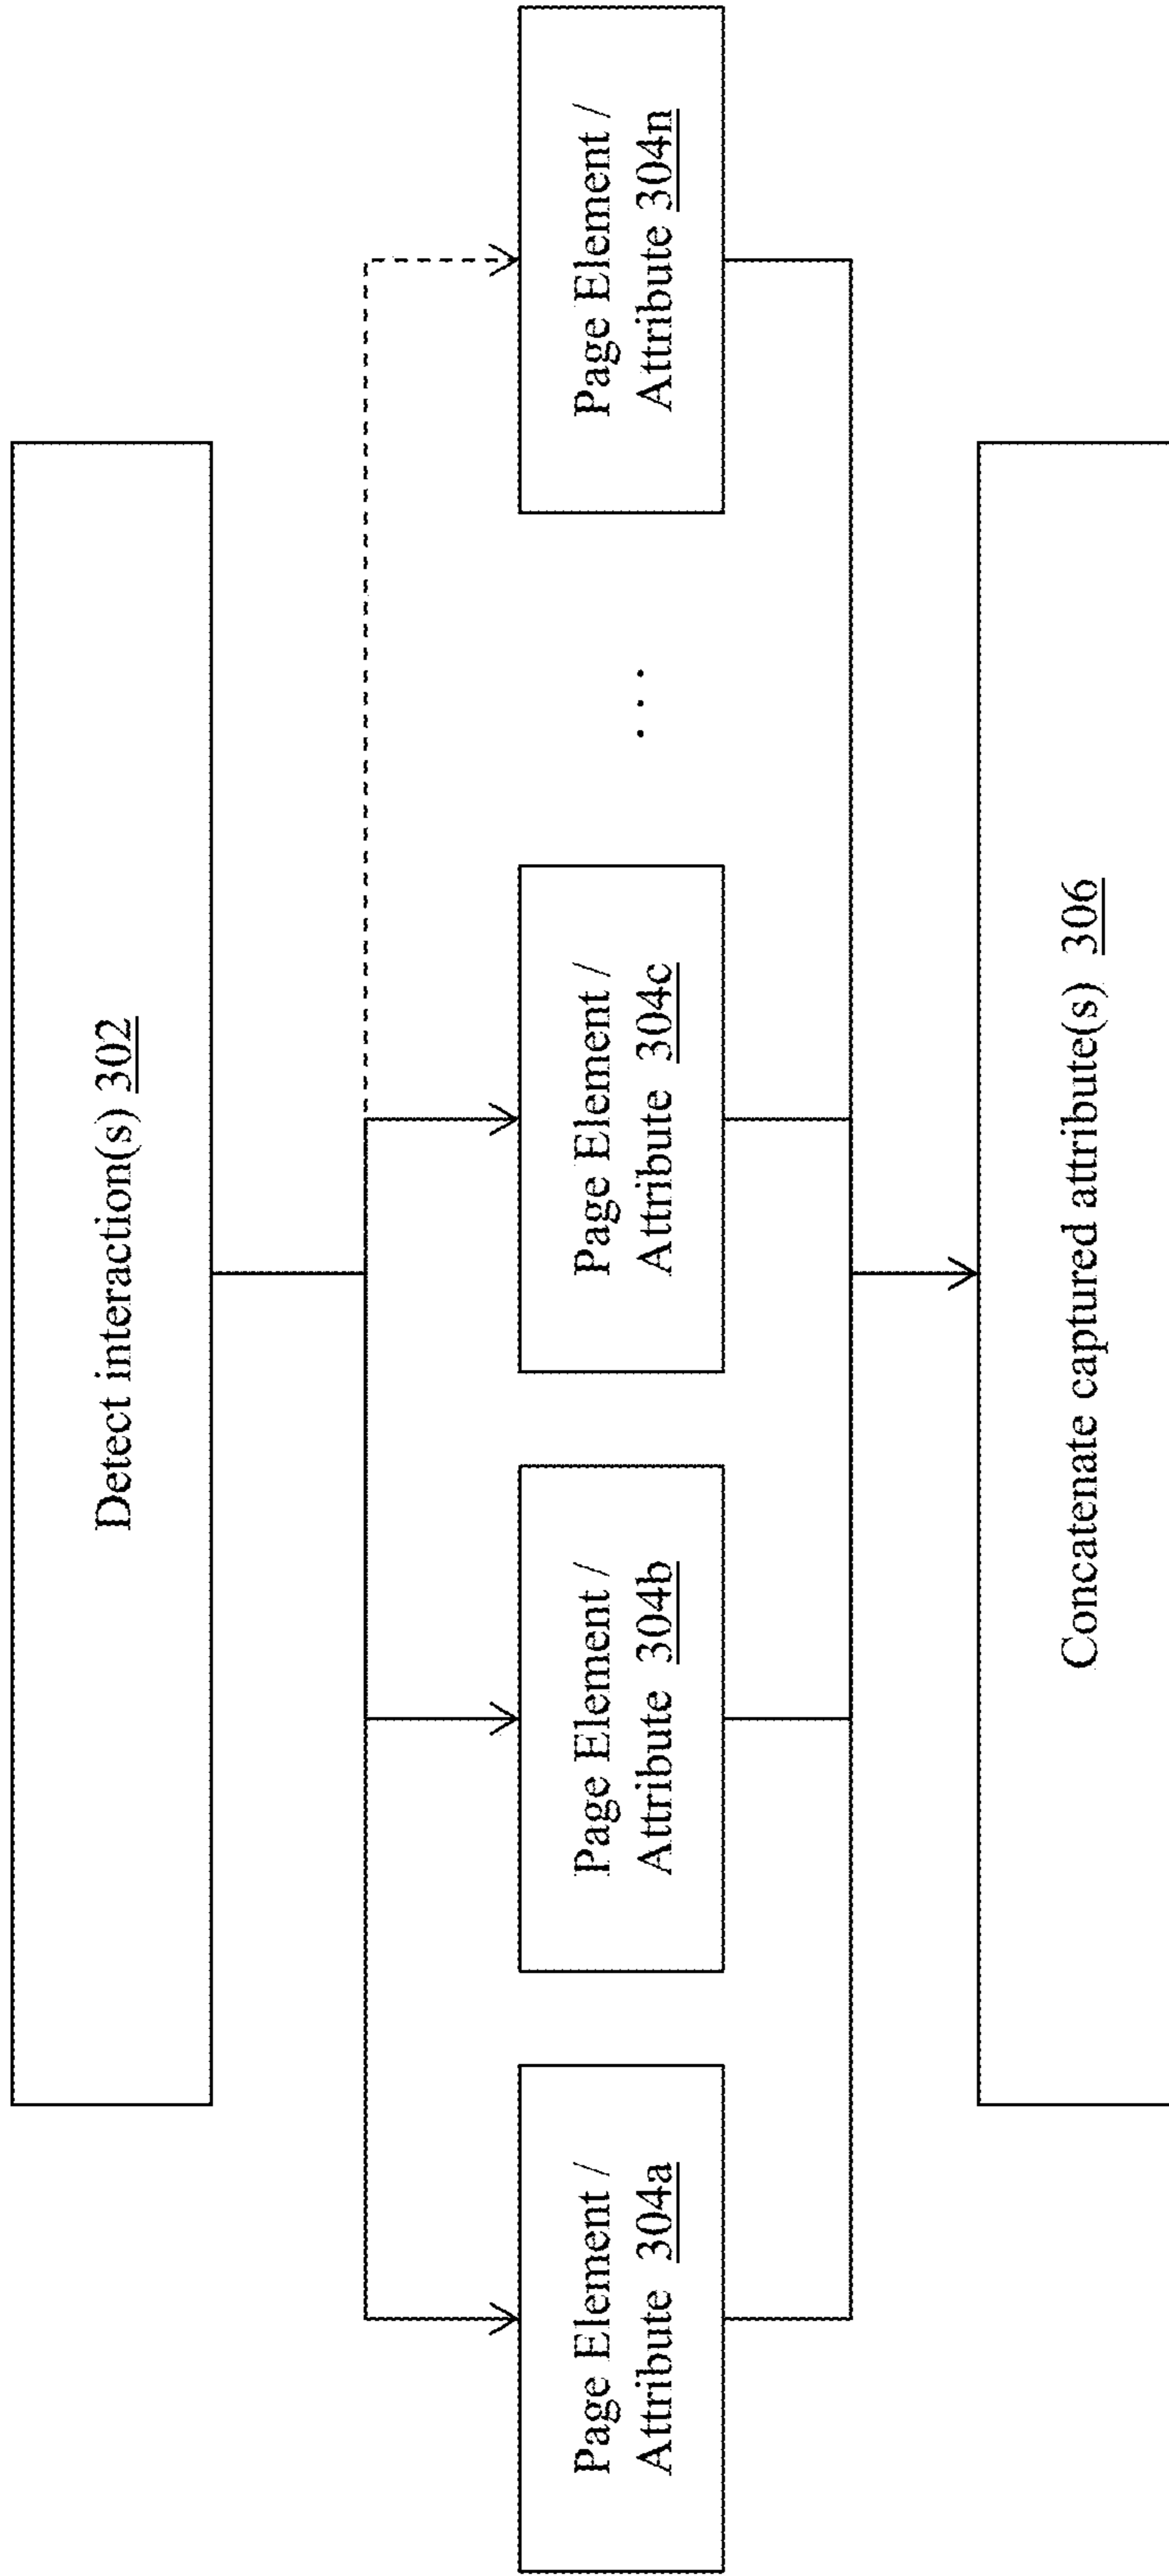 Detect interaction(s) 302
Page Element /
Attribute 304a
Page Element /
Attribute 304b
Page Element /
Attribute 304c
. . .
Page Element /
Attribute 304n
Concatenate captured attribute(s) 306